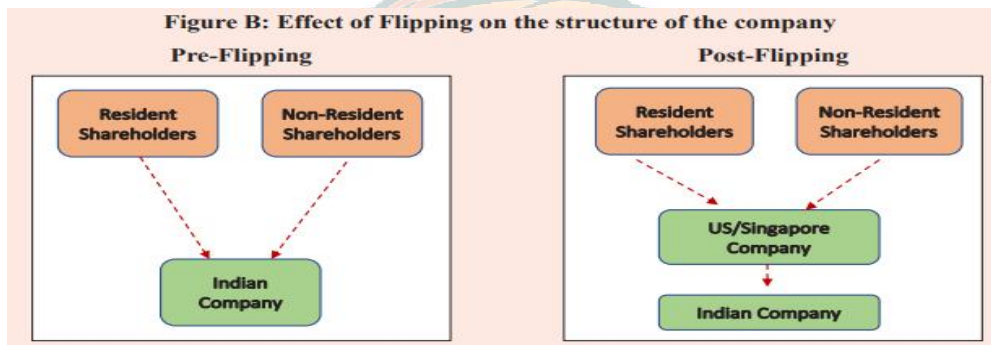 Figure B: Effect of Flipping on the structure of the company
Pre-Flipping
Resident
Shareholders
Non-Resident
Shareholders
Indian
Company
Post-Flipping
Resident
Shareholders
Non-Resident
Shareholders
US/Singapore
Company
Indian Company